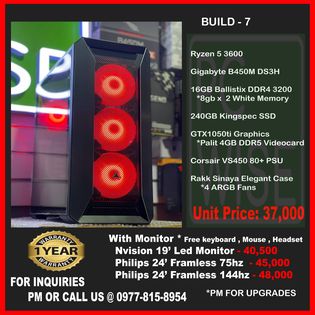 BUILD - 7
Ryzen 5 3600
Gigabyte B450M DS3H
16GB Ballistix DDR4 3200
*8gb x 2 White Memory
240GB Kingspec SSD
GTX1050ti Graphics
*Palit 4GB DDR5 Videocard
Corsair VS450 80+ PSU
Rakk Sinaya Elegant Case
*4 ARGB Fans
Unit Price: 37,000
WARRANTY
1YEAR
WARRANTY
With Monitor * Free keyboard , Mouse , Headset
Nvision 19' Led Monitor - 40,500
Philips 24' Framless 75hz - 45,000
Philips 24' Framless 144hz - 48,000
FOR INQUIRIES
PM OR CALL US @ 0977-815-8954
*PM FOR UPGRADES